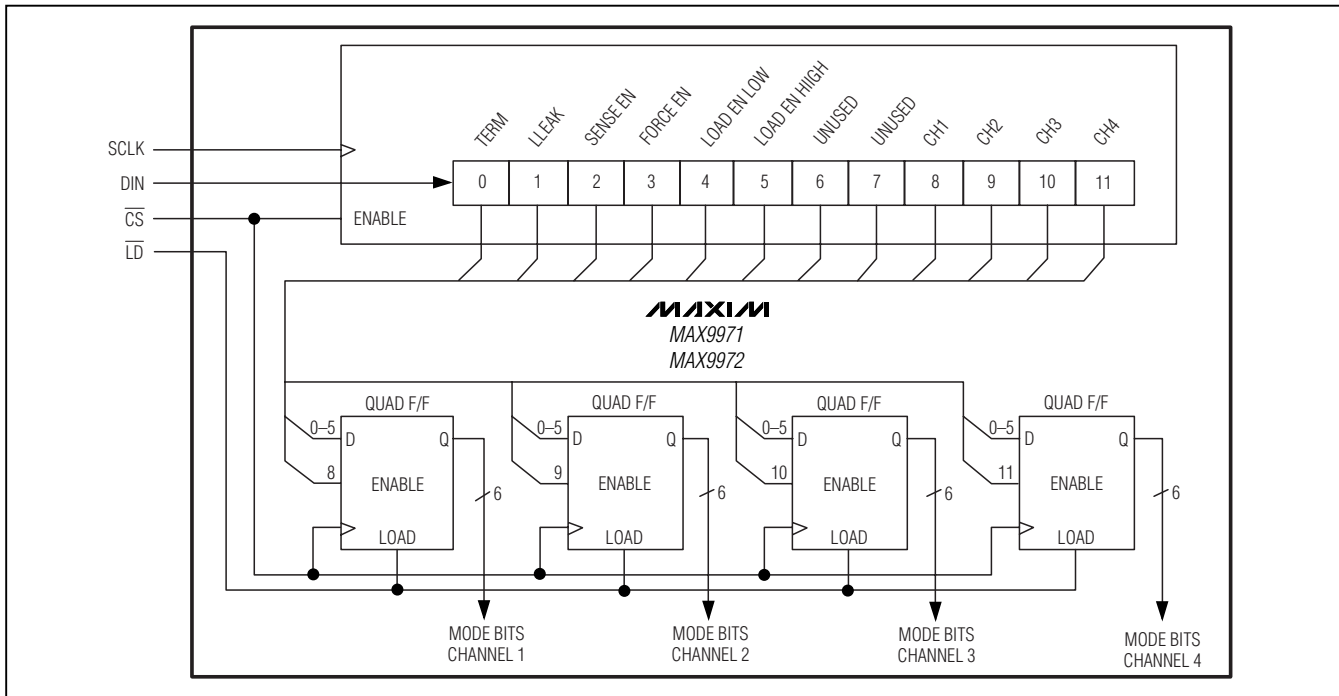 TERM
LLEAK
SENSE EN
FORCE EN
LOAD EN LOW
LOAD EN HIIGH
UNUSED
UNUSED
CH1
CH2
CH3
CH4
SCLK
DIN
0 1 2 3 4 5 6 7 8 9 10 11
CS
ENABLE
LD
MAXIM
MAX9971
MAX9972
QUAD F/F QUAD F/F QUAD F/F QUAD F/F
0–5 D Q 0–5 D Q 0–5 D Q 0–5 D Q
8 ENABLE 6 9 ENABLE 6 10 ENABLE 6 11 ENABLE 6
LOAD LOAD LOAD LOAD
MODE BITS
CHANNEL 1
MODE BITS
CHANNEL 2
MODE BITS
CHANNEL 3
MODE BITS
CHANNEL 4